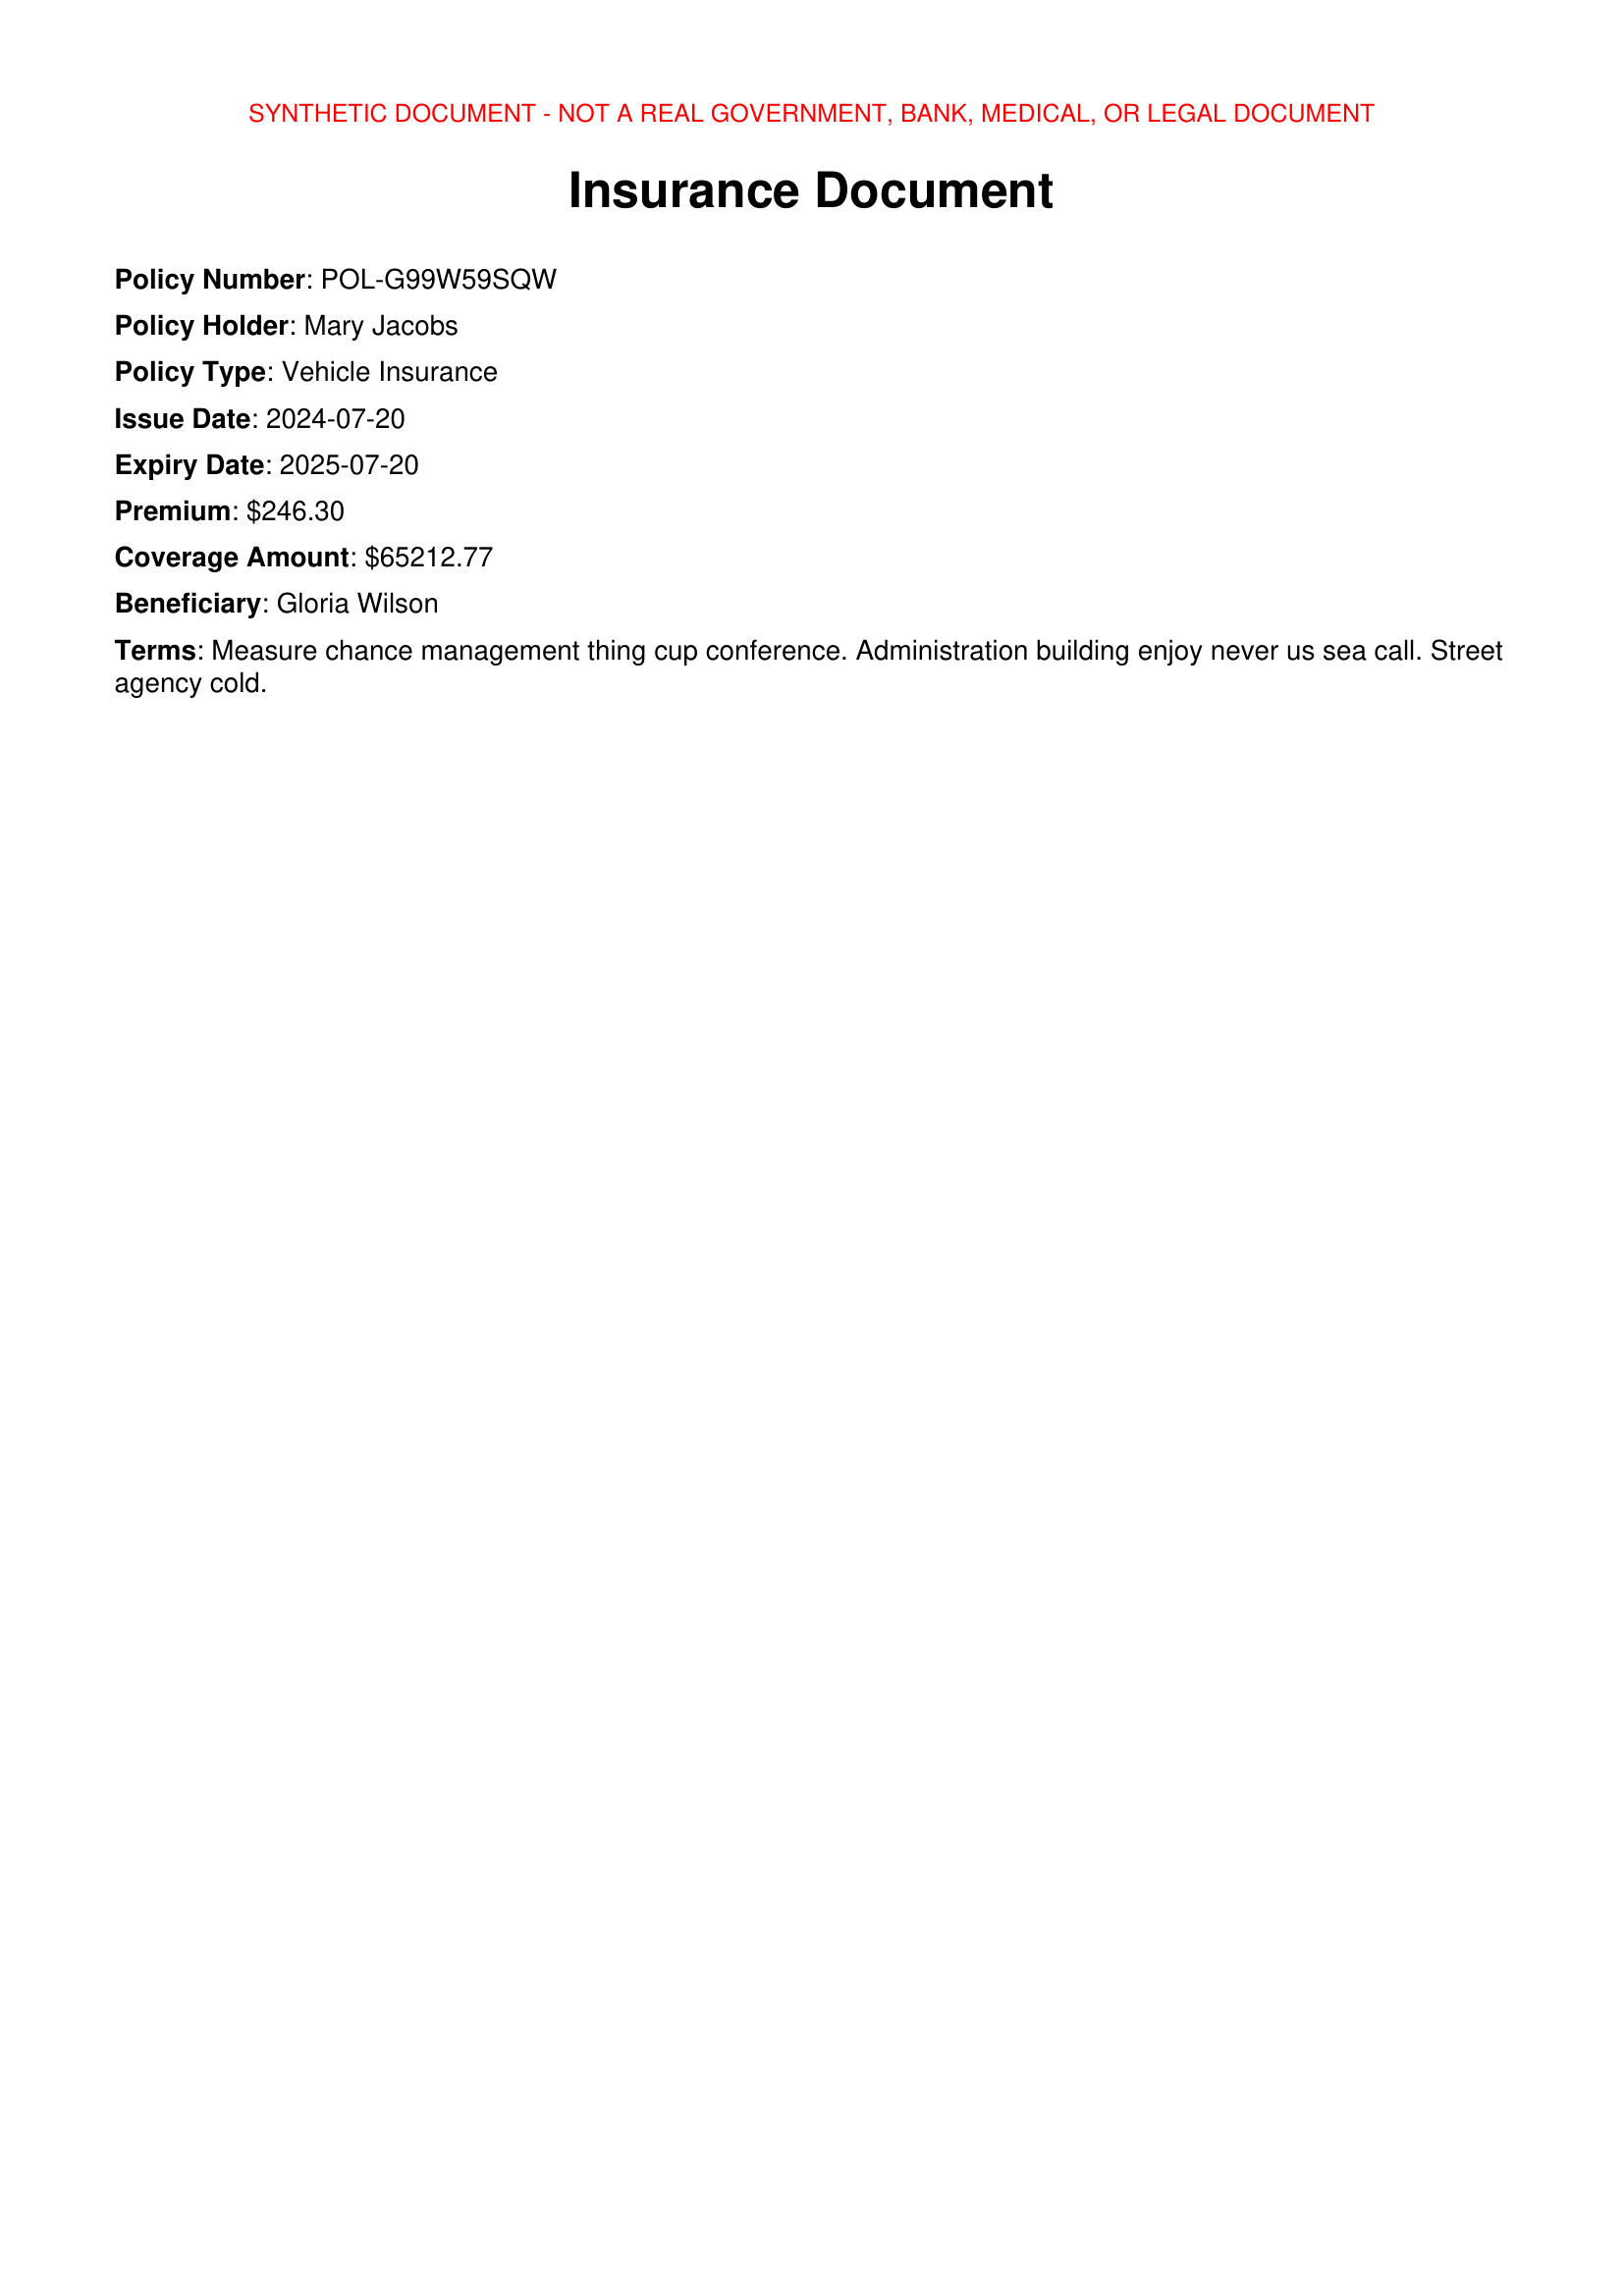 SYNTHETIC DOCUMENT - NOT A REAL GOVERNMENT, BANK, MEDICAL, OR LEGAL DOCUMENT
Insurance Document
Policy Number: POL-G99W59SQW
Policy Holder: Mary Jacobs
Policy Type: Vehicle Insurance
Issue Date: 2024-07-20
Expiry Date: 2025-07-20
Premium: $246.30
Coverage Amount: $65212.77
Beneficiary: Gloria Wilson
Terms: Measure chance management thing cup conference. Administration building enjoy never us sea call. Street
agency cold.